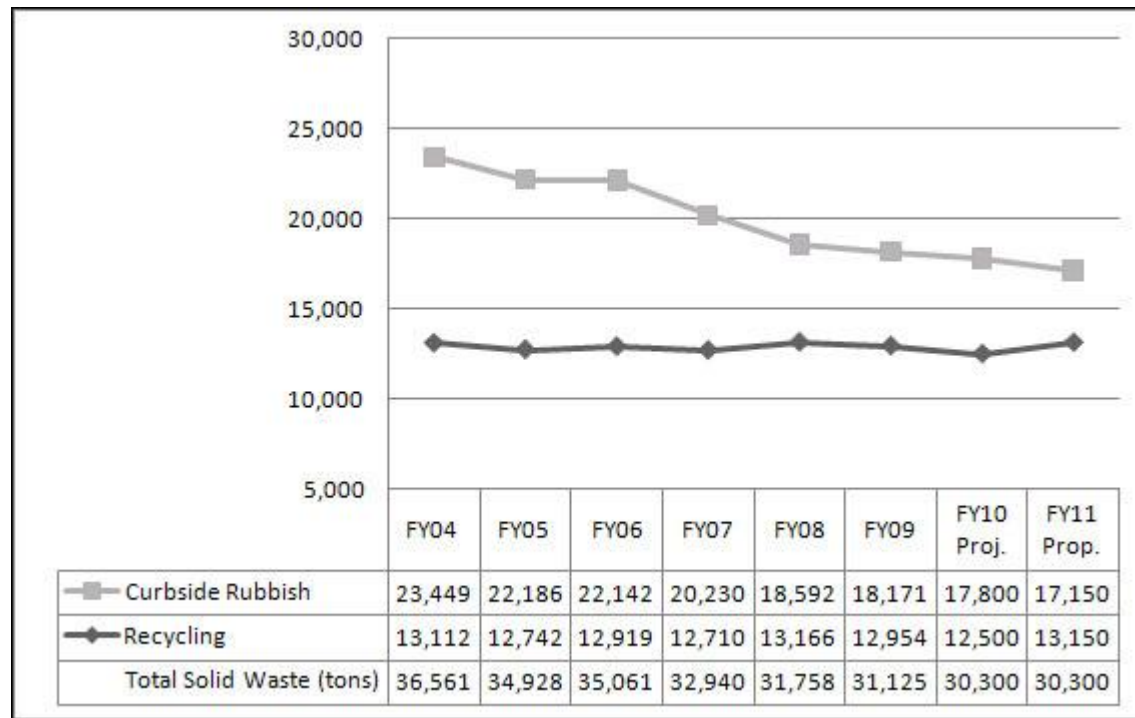 30,000
25,000
20,000
15,000
10,000
5,000
FY04 FY05 FY06 FY07 FY08 FY09 FY10 Proj. FY11 Prop.
Curbside Rubbish 23,449 22,186 22,142 20,230 18,592 18,171 17,800 17,150
Recycling 13,112 12,742 12,919 12,710 13,166 12,954 12,500 13,150
Total Solid Waste (tons) 36,561 34,928 35,061 32,940 31,758 31,125 30,300 30,300